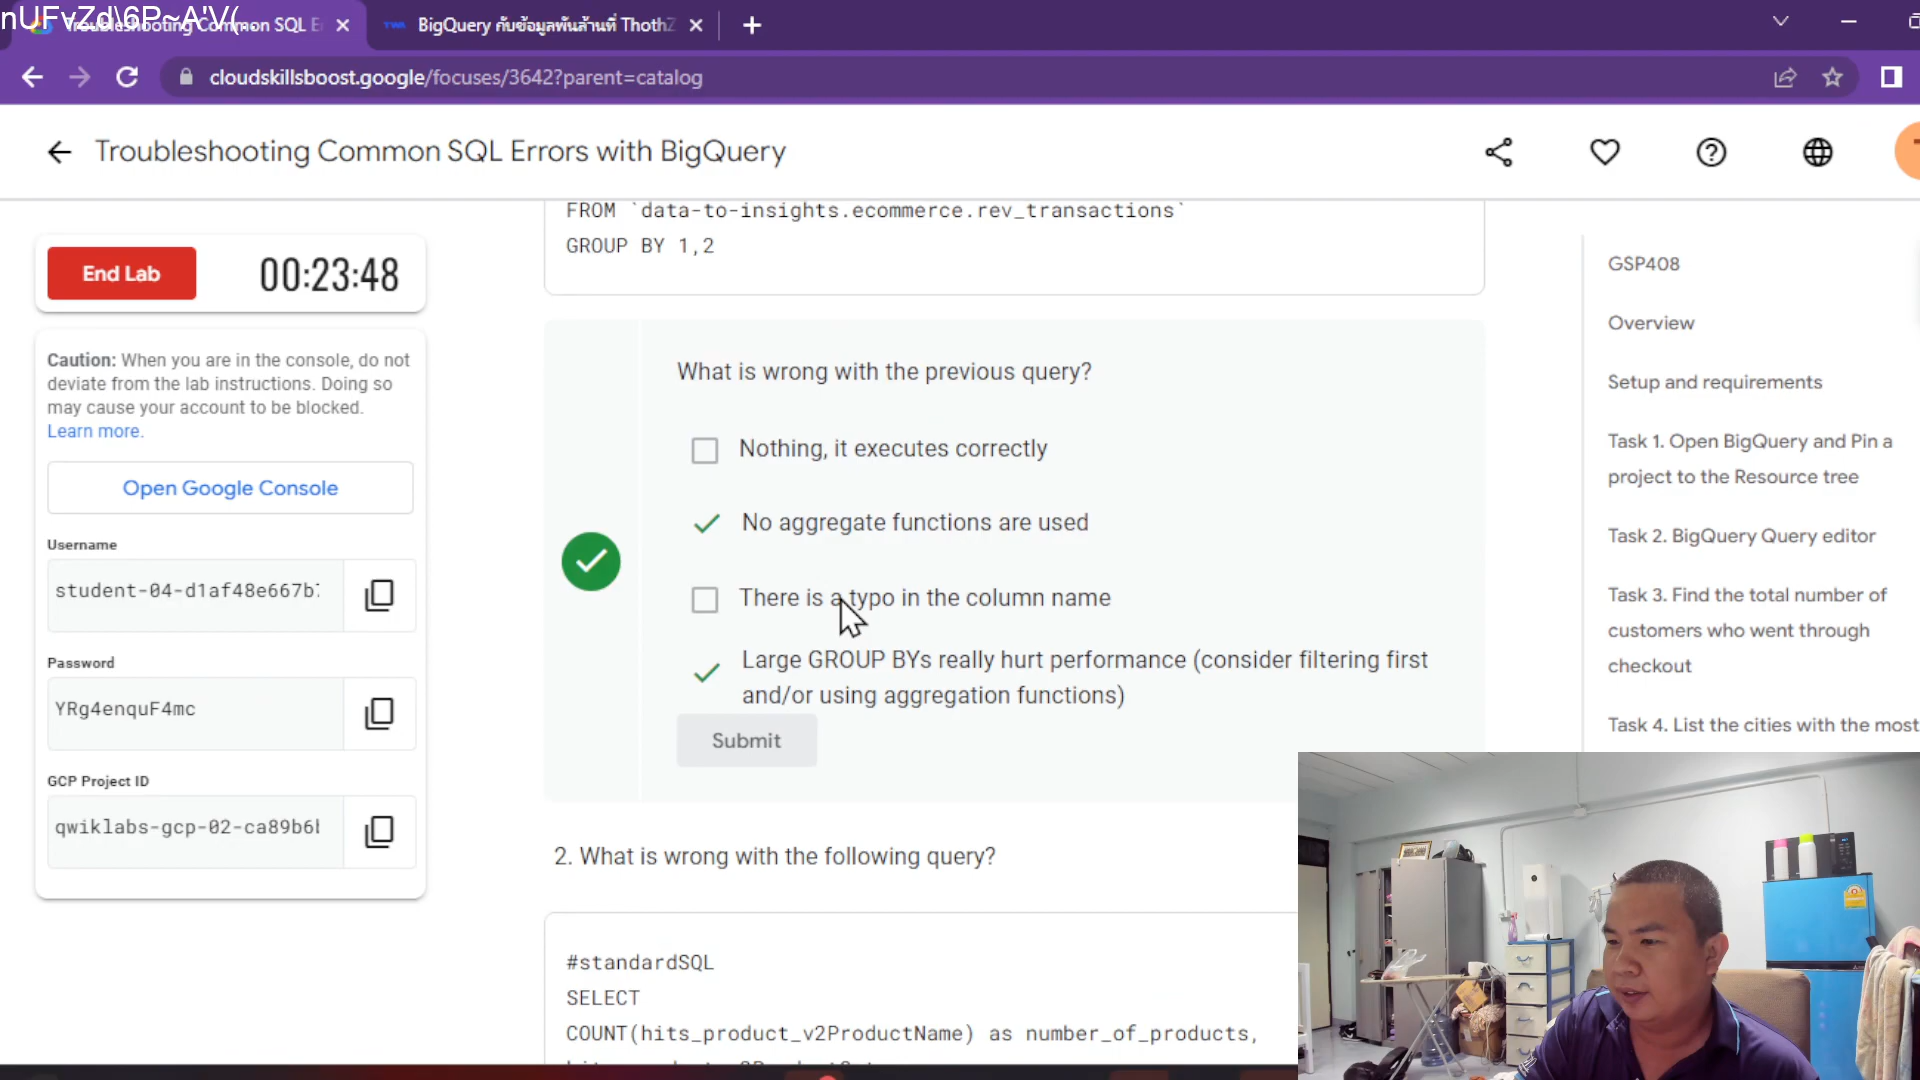 nUFvZd\6P~A'V(.
Troubleshooting Common SQL E
BigQuery กับข้อมูลพันล้านที่ ThothZ
cloudskillsboost.google/focuses/3642?parent=catalog
Troubleshooting Common SQL Errors with BigQuery
End Lab
00:23:48
Caution: When you are in the console, do not
deviate from the lab instructions. Doing so
may cause your account to be blocked.
Learn more.
Open Google Console
Username
student-04-d1af48e667b
Password
YRg4enquF4mc
GCP Project ID
qwiklabs-gcp-02-ca89b6
FROM `data-to-insights.ecommerce.rev_transactions`
GROUP BY 1,2
What is wrong with the previous query?
Nothing, it executes correctly
No aggregate functions are used
There is a typo in the column name
Large GROUP BYs really hurt performance (consider filtering first
and/or using aggregation functions)
Submit
2. What is wrong with the following query?
#standardSQL
SELECT
COUNT(hits_product_v2ProductName) as number_of_products,
GSP408
Overview
Setup and requirements
Task 1. Open BigQuery and Pin a
project to the Resource tree
Task 2. BigQuery Query editor
Task 3. Find the total number of
customers who went through
checkout
Task 4. List the cities with the most